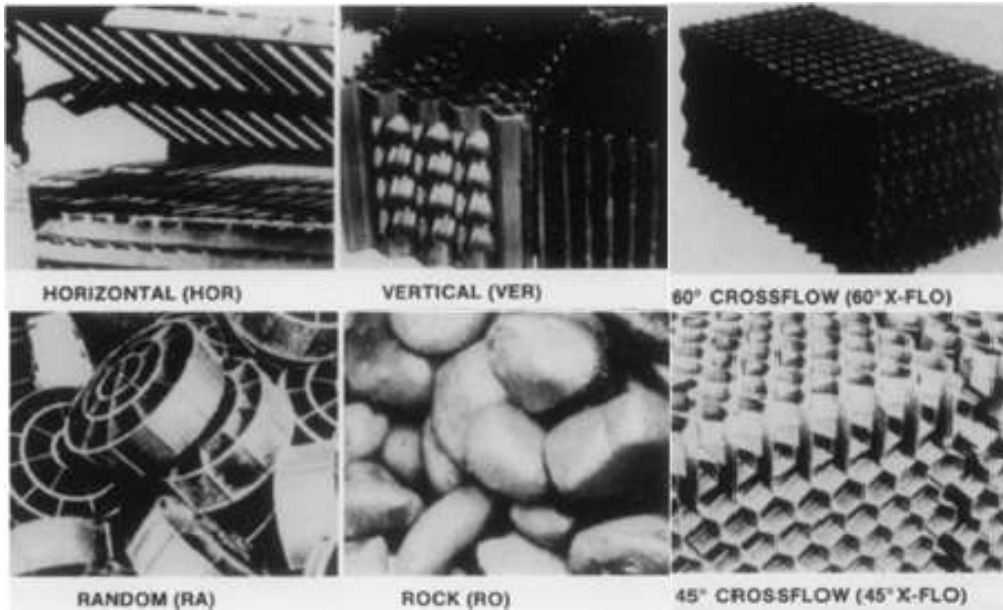 HORIZONTAL (HOR)
VERTICAL (VER)
60° CROSSFLOW (60°X-FLO)
RANDOM (RA)
ROCK (RO)
45° CROSSFLOW (45°X-FLO)